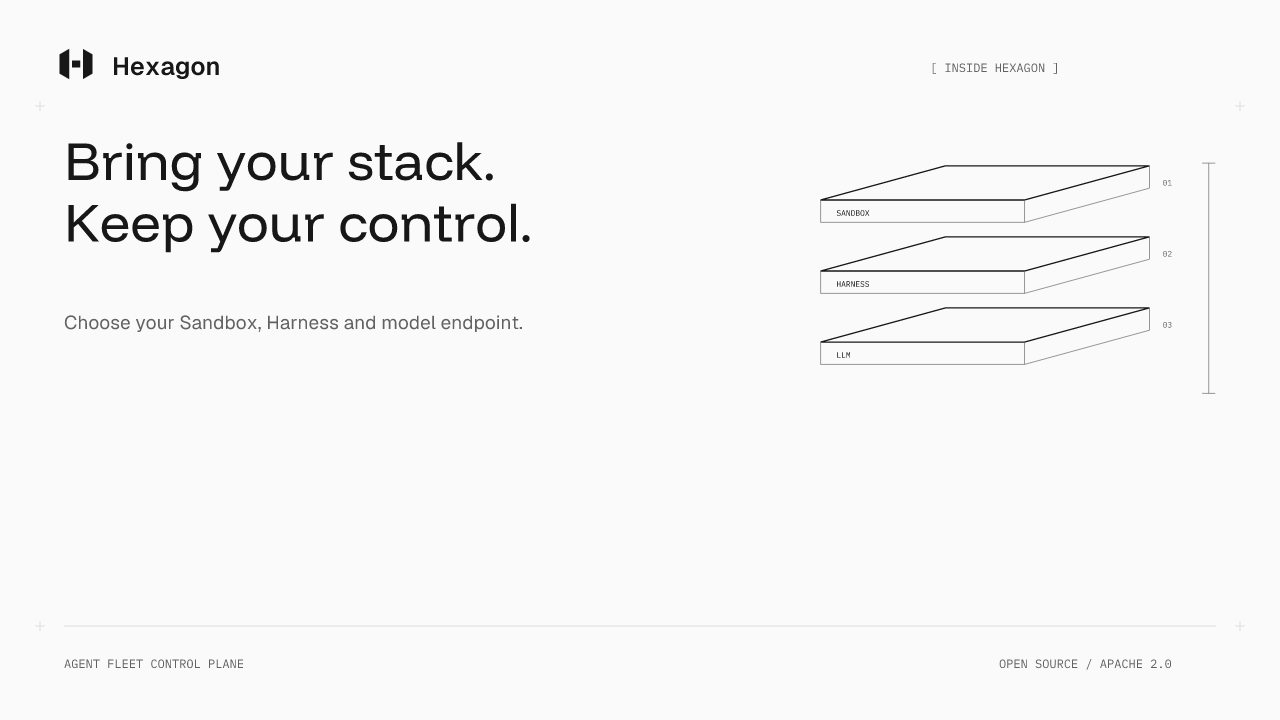 Hexagon
[ INSIDE HEXAGON ]
Bring your stack.
Keep your control.
Choose your Sandbox, Harness and model endpoint.
SANDBOX
01
HARNESS
02
LLM
03
AGENT FLEET CONTROL PLANE
OPEN SOURCE / APACHE 2.0